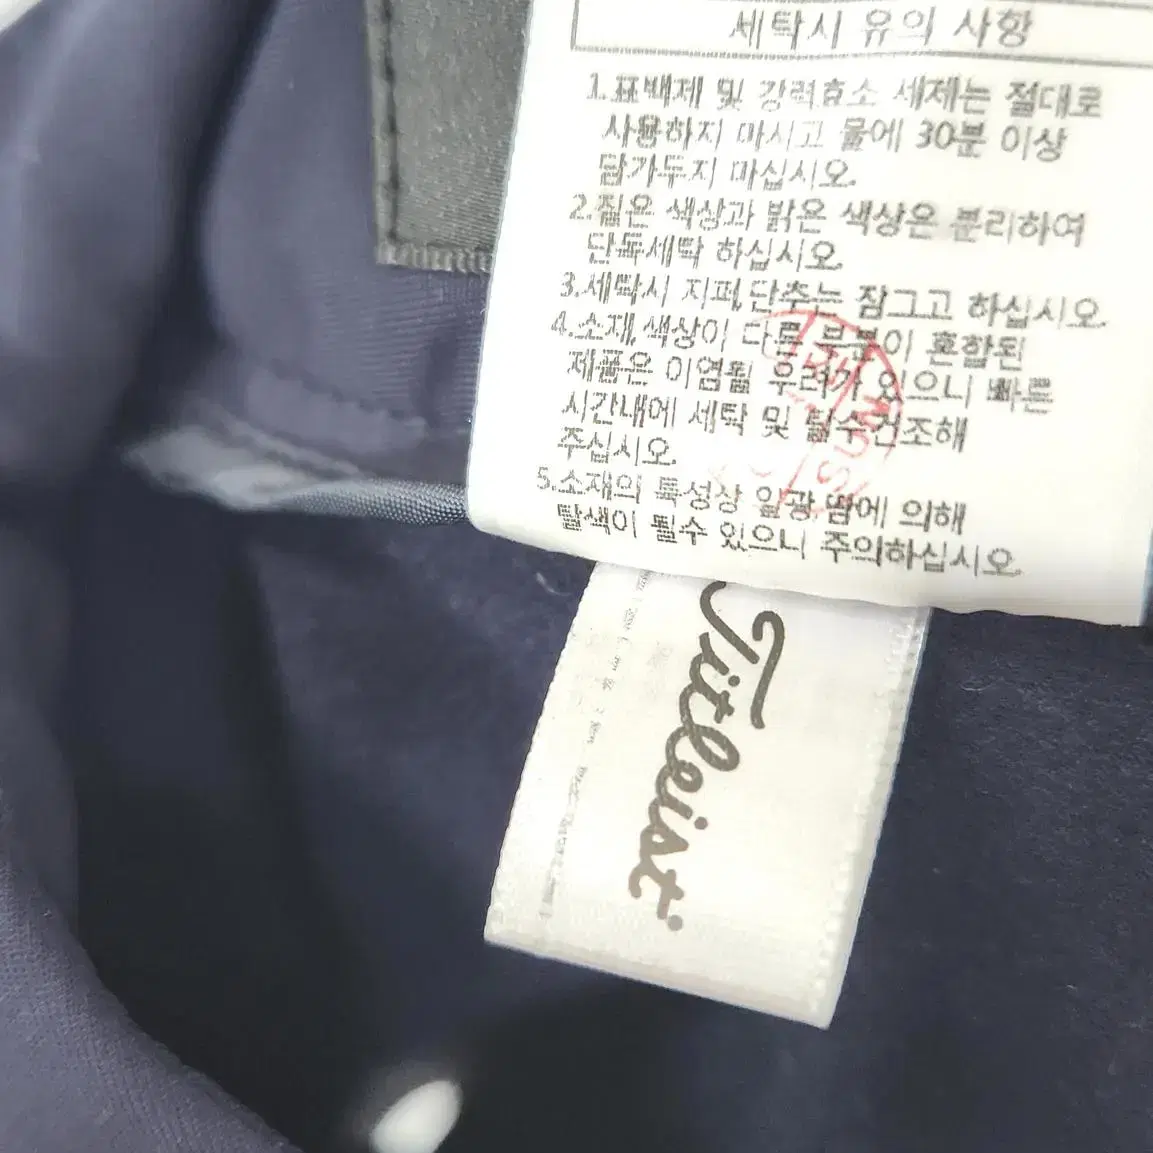 세탁시 유의 사항
1.표백제 및 강력효소 세제는 절대로
사용하지 마시고 물에 30분 이상
담가두지 마십시오.
2.짙은 색상과 밝은 색상은 분리하여
단독세탁 하십시오.
3.세탁시 지퍼,단추는 잠그고 하십시오.
4.소재,색상이 다른 부분이 혼합된
제품은 이염될 우려가 있으니 빠른
시간내에 세탁 및 탈수건조해
주십시오.
5.소재의 특성상 일광,땀에 의해
탈색이 될수 있으니 주의하십시오.
Titleist